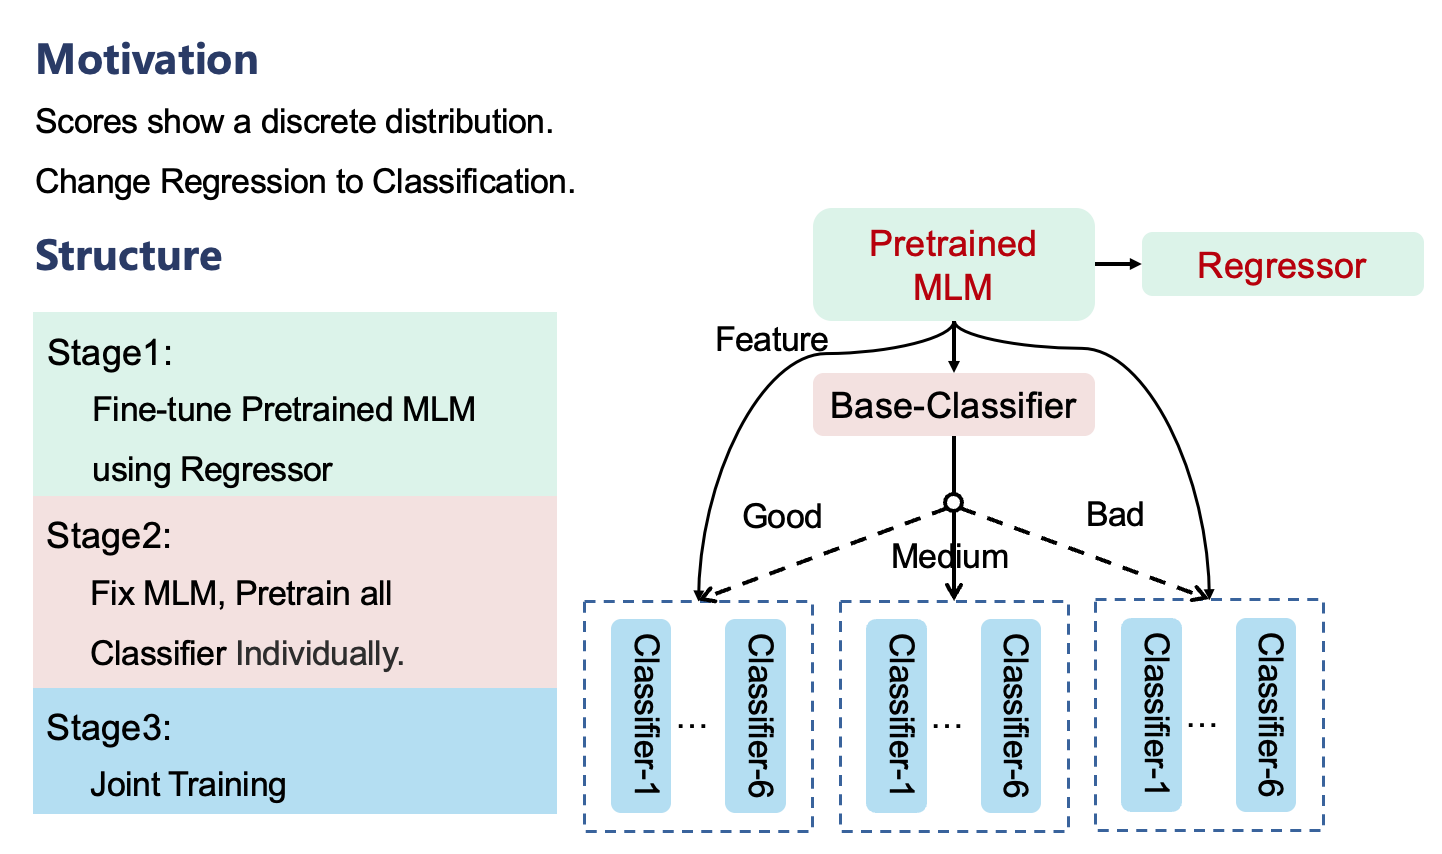 Motivation
Scores show a discrete distribution.
Change Regression to Classification.
Structure
Stage1:
Fine-tune Pretrained MLM
using Regressor
Stage2:
Fix MLM, Pretrain all
Classifier Individually.
Stage3:
Joint Training
Pretrained
MLM
Regressor
Feature
Base-Classifier
Good
Medium
Bad
Classifier-1
...
Classifier-6
Classifier-1
...
Classifier-6
Classifier-1
...
Classifier-6